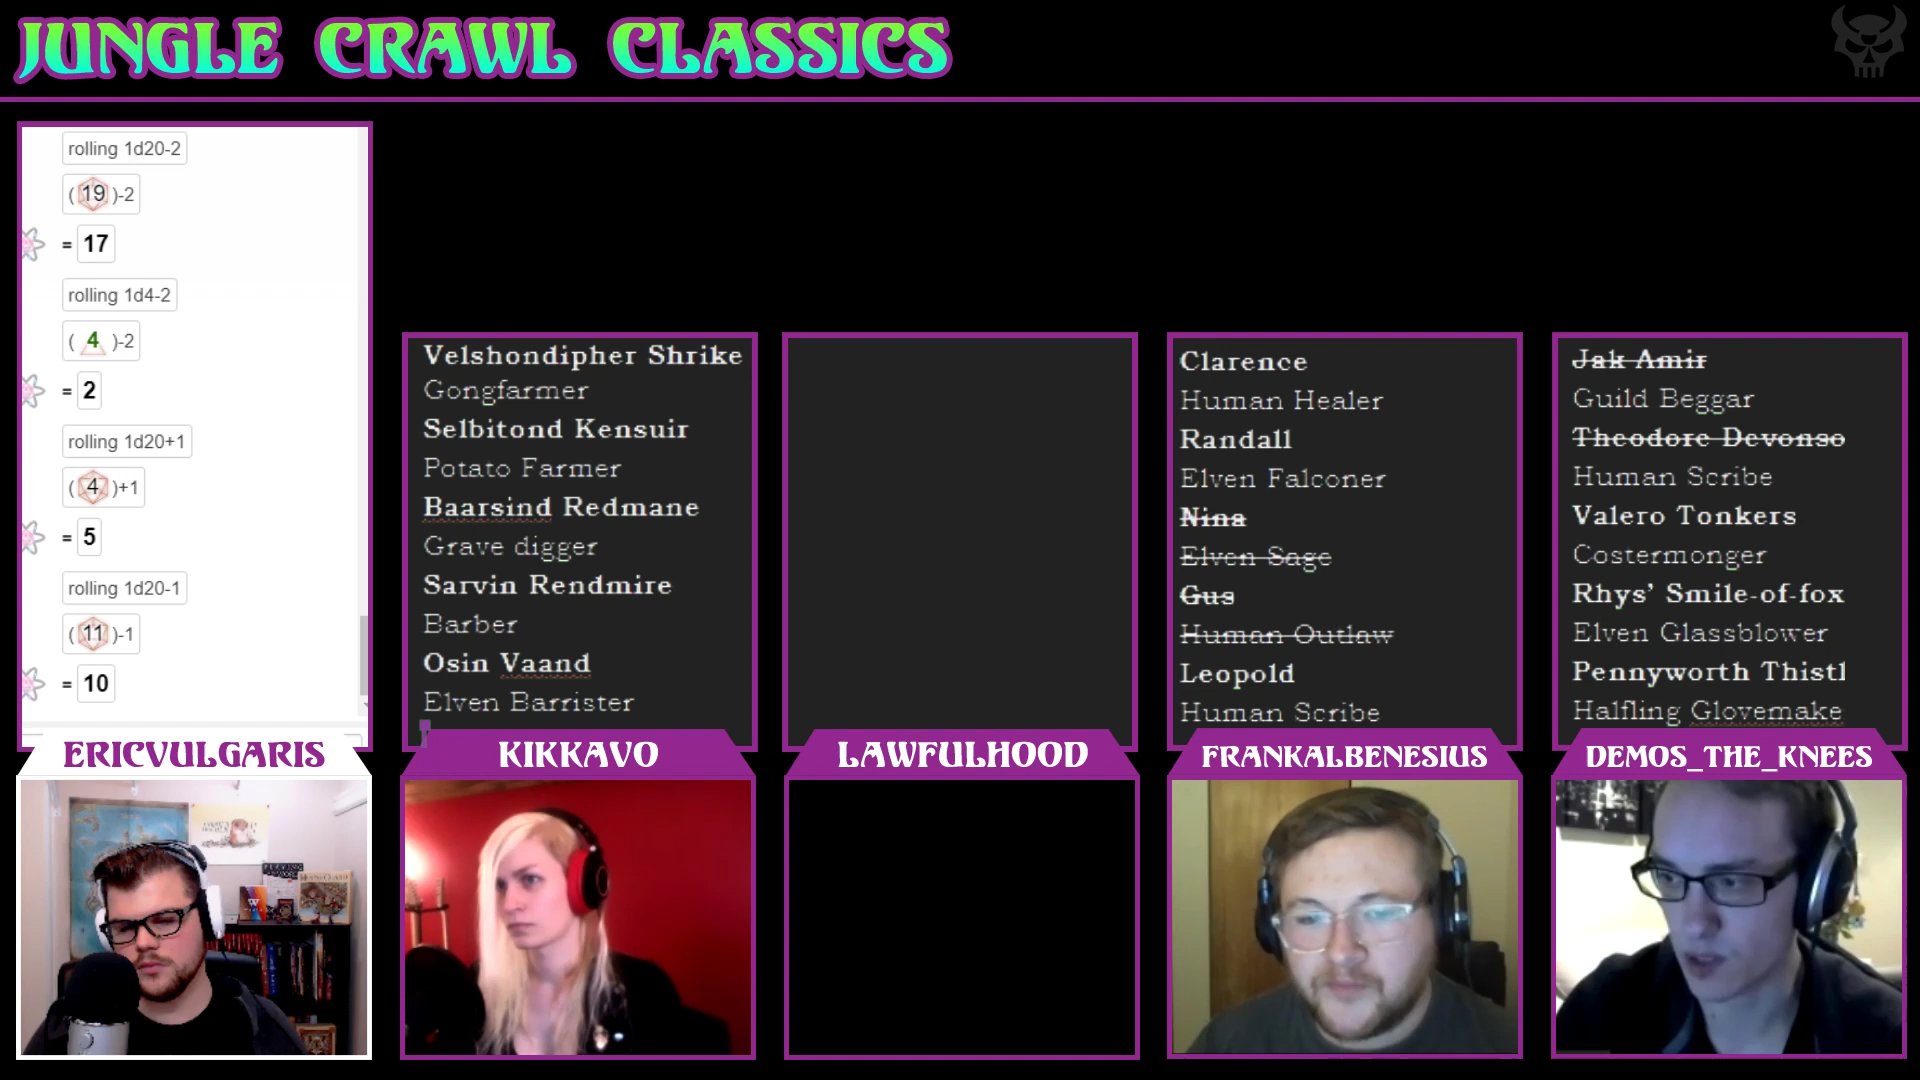 JUNGLE CRAWL CLASSICS
rolling 1d20-2
(19)-2
= 17
rolling 1d4-2
( 4 )-2
= 2
rolling 1d20+1
(4)+1
= 5
rolling 1d20-1
(11)-1
= 10
Velshondipher Shrike
Gongfarmer
Selbitond Kensuir
Potato Farmer
Baarsind Redmane
Grave digger
Sarvin Rendmire
Barber
Osin Vaand
Elven Barrister
Clarence
Human Healer
Randall
Elven Falconer
Nina
Elven Sage
Gus
Human Outlaw
Leopold
Human Scribe
Jak Amir
Guild Beggar
Theodore Devonso
Human Scribe
Valero Tonkers
Costermonger
Rhys' Smile-of-fox
Elven Glassblower
Pennyworth Thistl
Halfling Glovemake
ERICVULGARIS
KIKKAVO
LAWFULHOOD
FRANKALBENESIUS
DEMOS_THE_KNEES